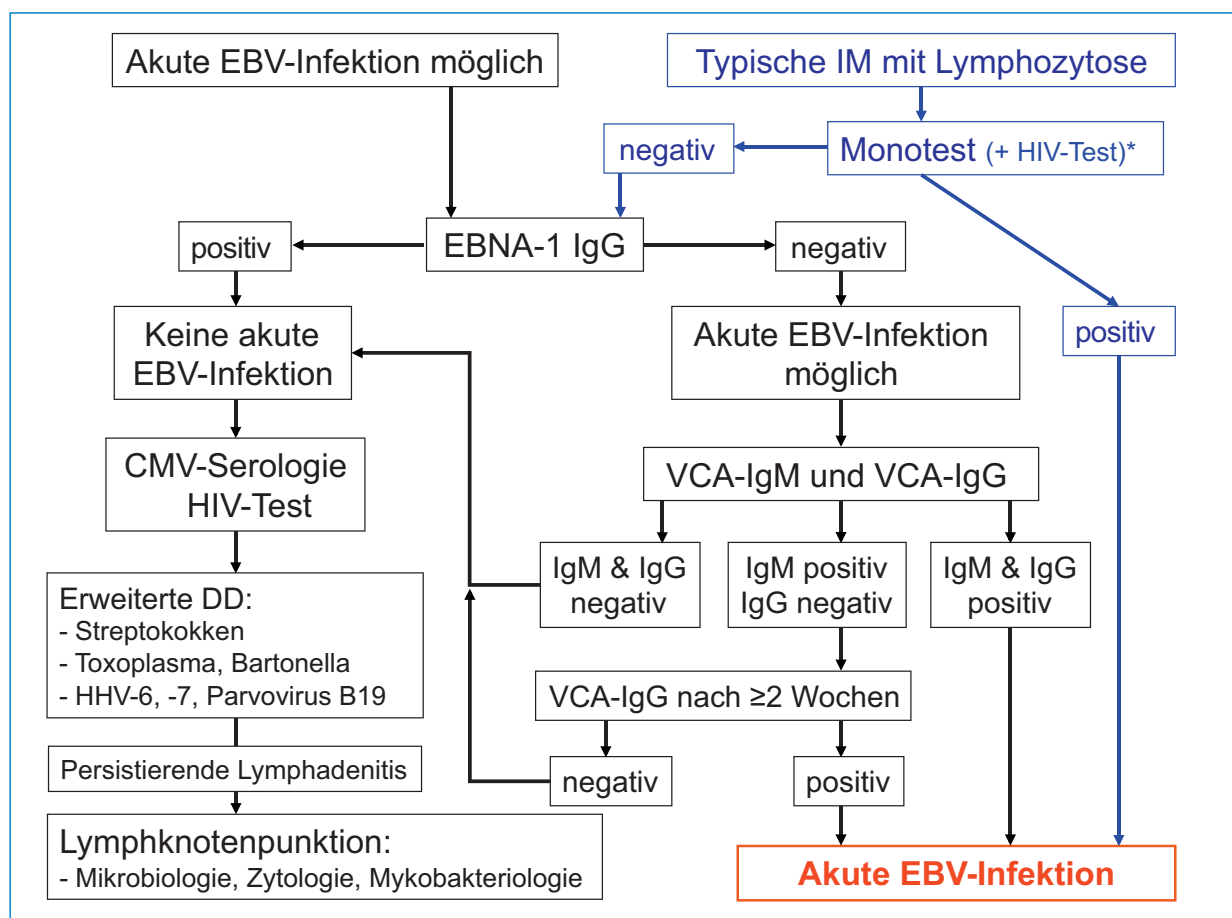 Akute EBV-Infektion möglich
Typische IM mit Lymphozytose
negativ
Monotest (+ HIV-Test)*
positiv
EBNA-1 IgG
negativ
Keine akute
EBV-Infektion
Akute EBV-Infektion
möglich
positiv
CMV-Serologie
HIV-Test
VCA-IgM und VCA-IgG
IgM & IgG
negativ
IgM positiv
IgG negativ
IgM & IgG
positiv
Erweiterte DD:
- Streptokokken
- Toxoplasma, Bartonella
- HHV-6, -7, Parvovirus B19
VCA-IgG nach ≥2 Wochen
Persistierende Lymphadenitis
negativ
positiv
Lymphknotenpunktion:
- Mikrobiologie, Zytologie, Mykobakteriologie
Akute EBV-Infektion